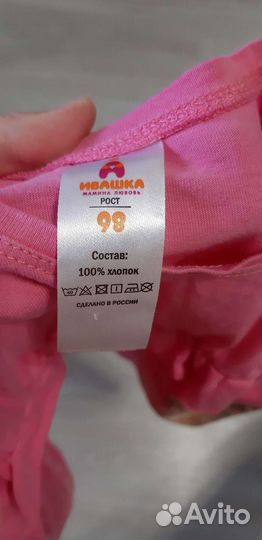 ИВАШКА
МАМИНА ЛЮБОВЬ
РОСТ
98
Состав:
100% хлопок
СДЕЛАНО В РОССИИ
Avito